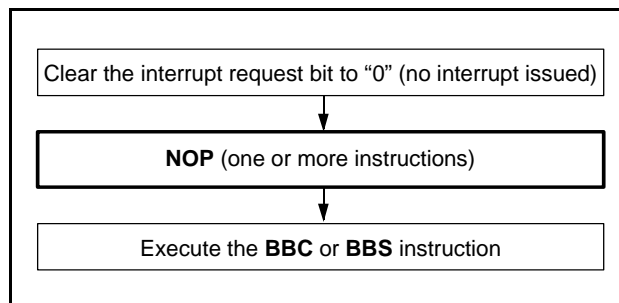 Clear the interrupt request bit to “0” (no interrupt issued)
NOP (one or more instructions)
Execute the BBC or BBS instruction